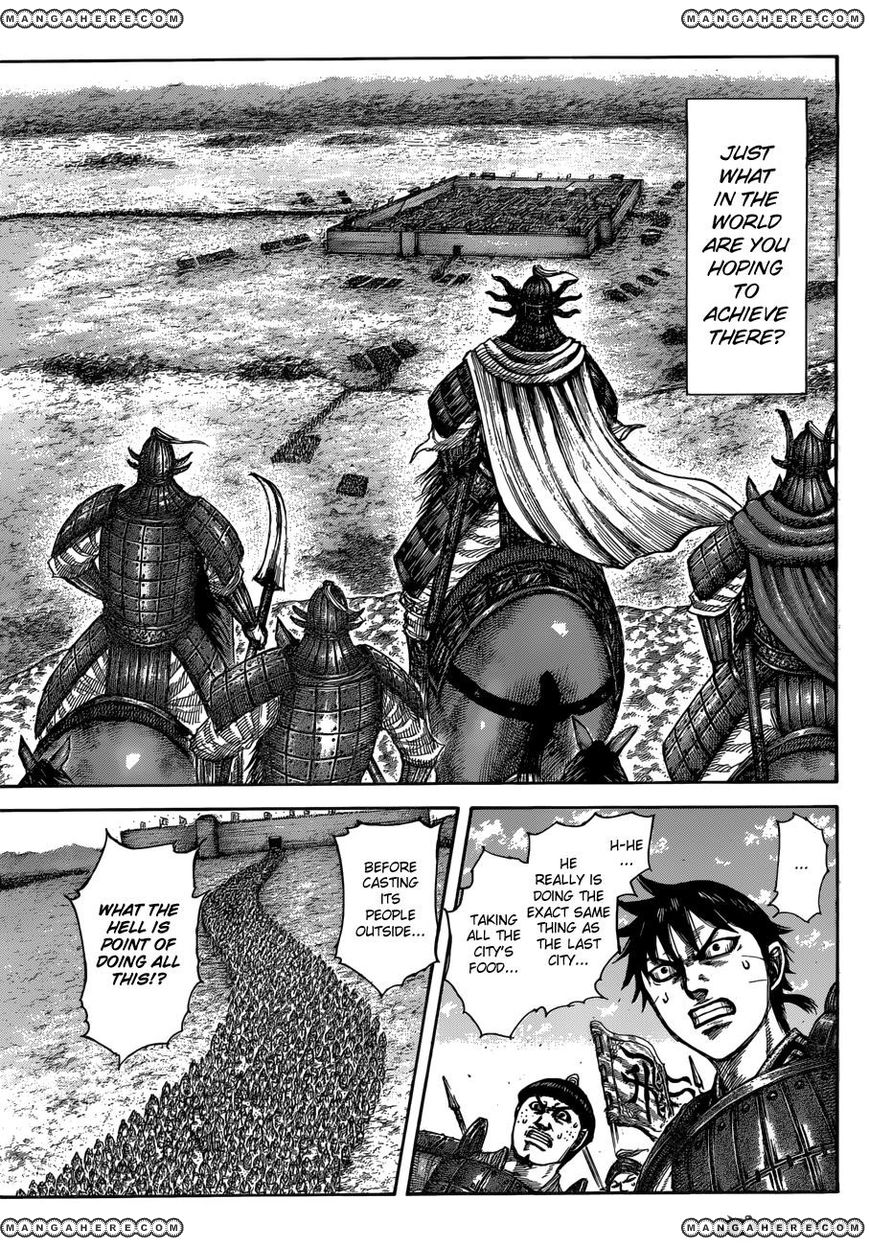 MANGAHERE.COM
MANGAHERE.COM
JUST
WHAT
IN THE
WORLD
ARE YOU
HOPING
TO
ACHIEVE
THERE?
...
H-HE
...
HE
REALLY IS
DOING THE
EXACT SAME
THING AS
THE LAST
CITY...
TAKING
ALL THE
CITY'S
FOOD...
BEFORE
CASTING
ITS
PEOPLE
OUTSIDE...
WHAT THE
HELL IS
POINT OF
DOING ALL
THIS!?
MANGAHERE.COM
MANGAHERE.COM